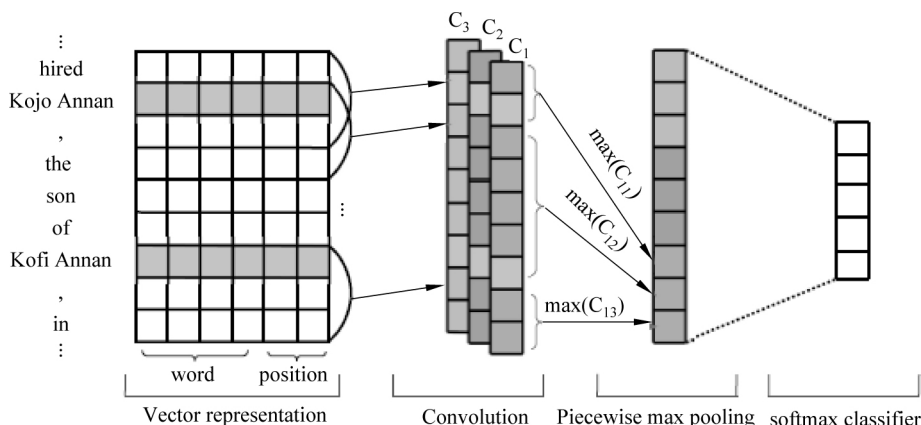 ...
hired
Kojo Annan
,
the
son
of
Kofi Annan
,
in
...
...
word
position
Vector representation
C3
C2
C1
Convolution
max(C11)
max(C12)
max(C13)
Piecewise max pooling
softmax classifier